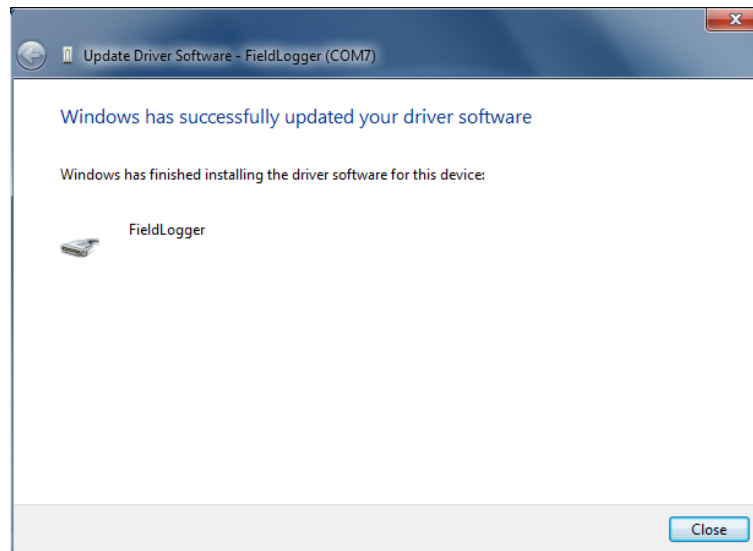 Update Driver Software - FieldLogger (COM7)
Windows has successfully updated your driver software
Windows has finished installing the driver software for this device:
FieldLogger
Close